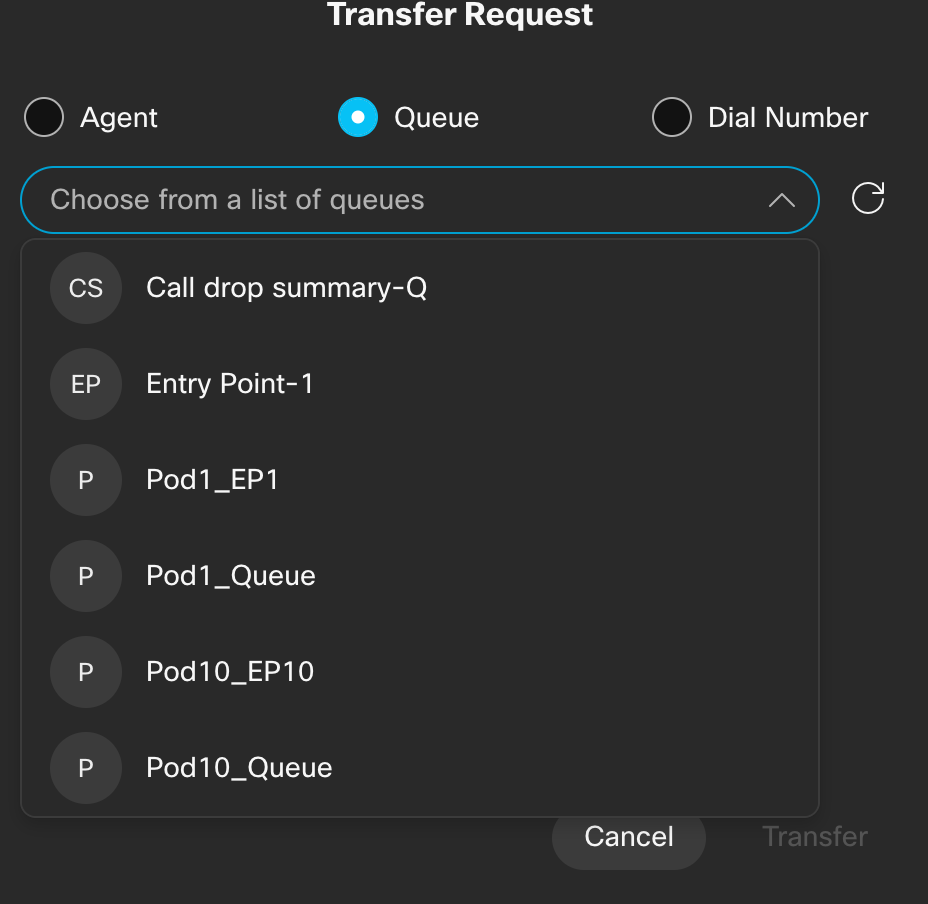 Transfer Request
Agent Queue Dial Number
Choose from a list of queues
CS Call drop summary-Q
EP Entry Point-1
P Pod1_EP1
P Pod1_Queue
P Pod10_EP10
P Pod10_Queue
Cancel Transfer